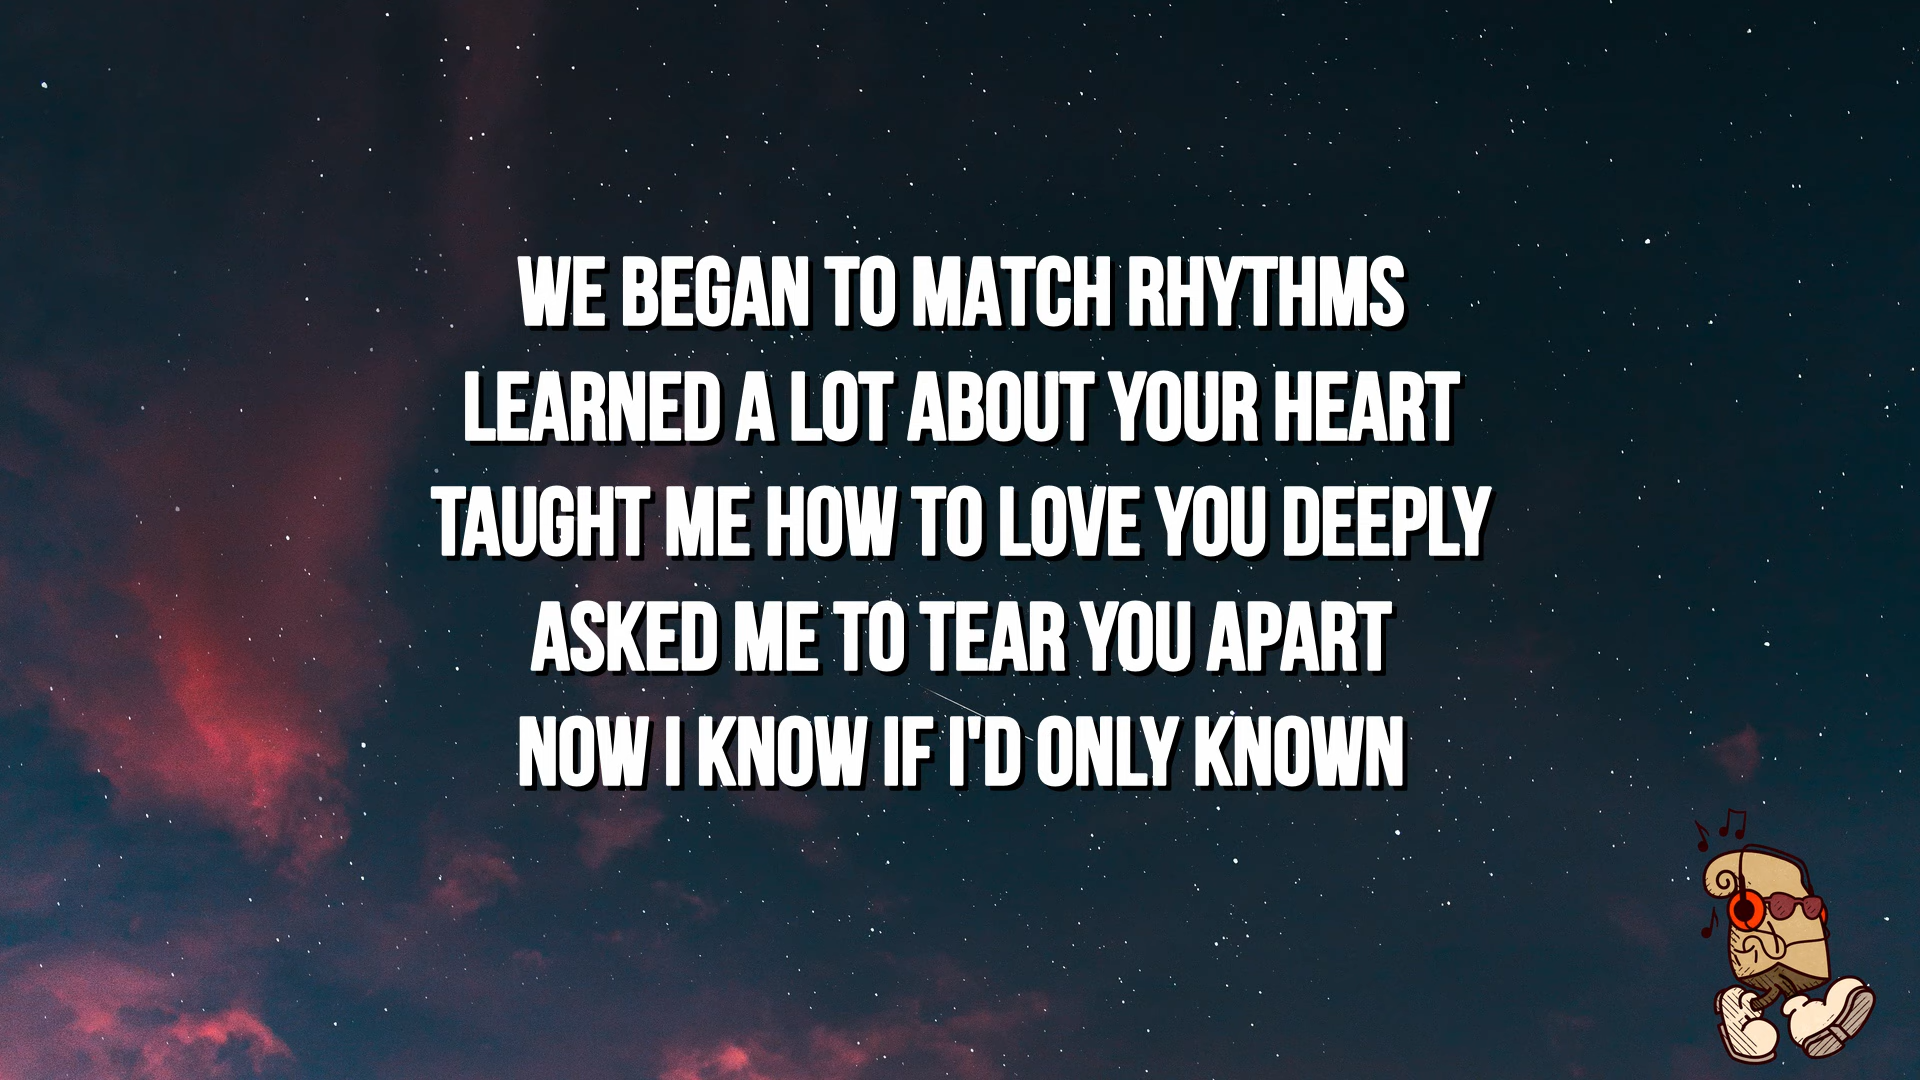 WE BEGAN TO MATCH RHYTHMS
LEARNED A LOT ABOUT YOUR HEART
TAUGHT ME HOW TO LOVE YOU DEEPLY
ASKED ME TO TEAR YOU APART
NOW I KNOW IF I'D ONLY KNOWN